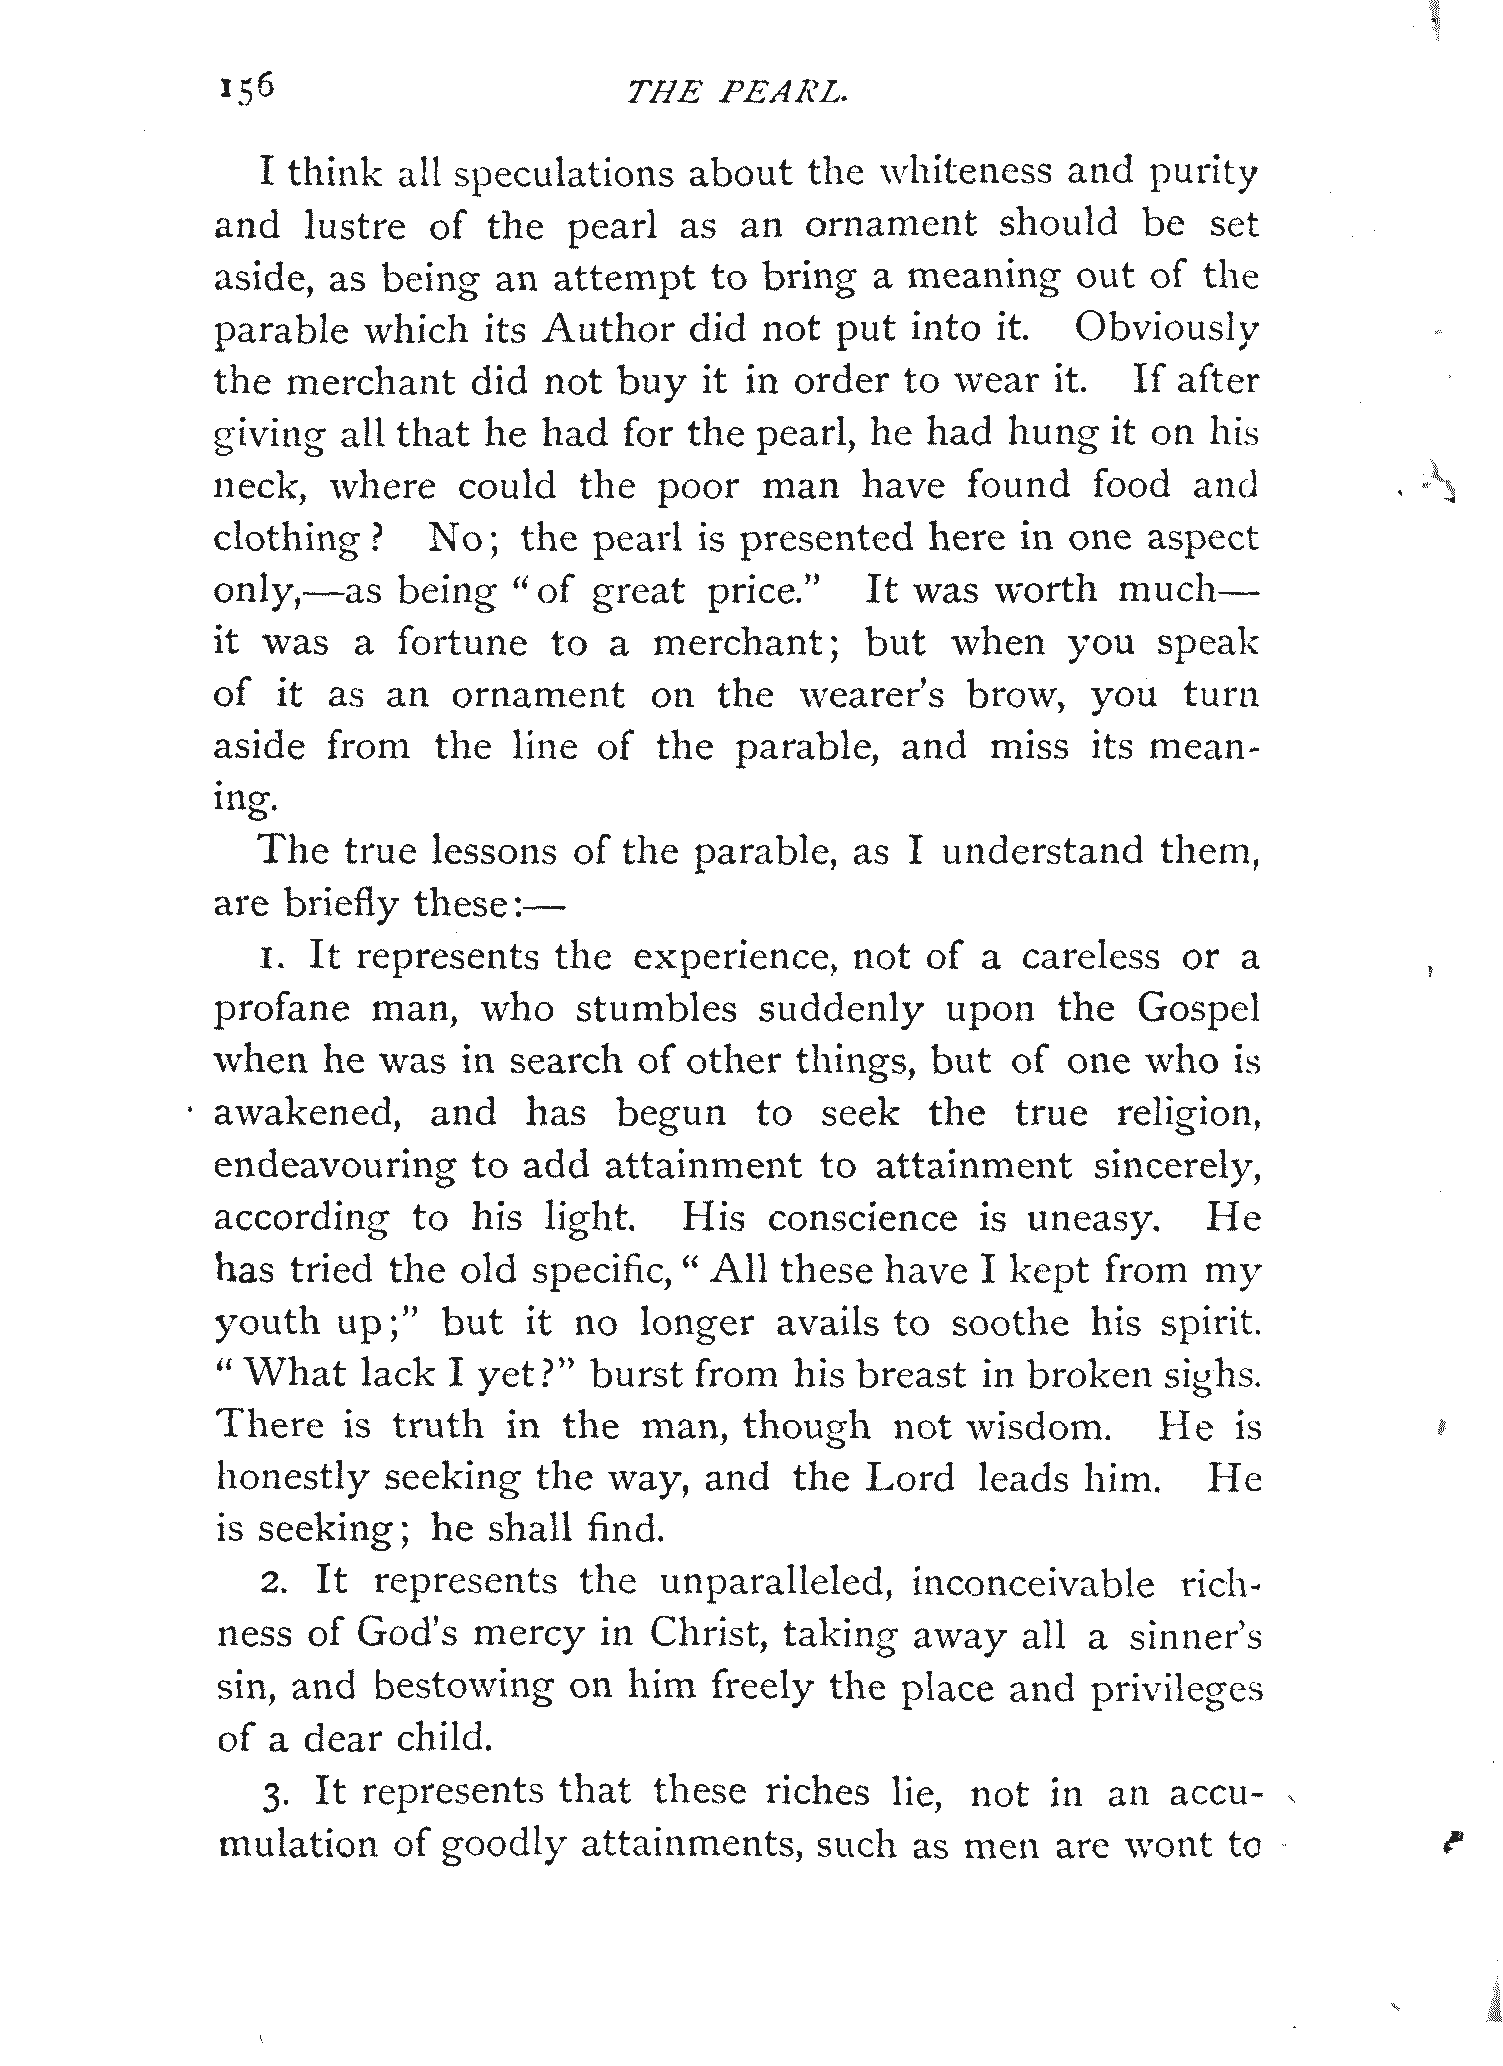 156 THE PEARL.
I think all speculations about the whiteness and purity
and lustre of the pearl as an ornament should be set
aside, as being an attempt to bring a meaning out of the
parable which its Author did not put into it. Obviously
the merchant did not buy it in order to wear it. If after
giving all that he had for the pearl, he had hung it on his
neck, where could the poor man have found food and
clothing? No; the pearl is presented here in one aspect
only,—as being "of great price." It was worth much—
it was a fortune to a merchant; but when you speak
of it as an ornament on the wearer's brow, you turn
aside from the line of the parable, and miss its mean-
ing.
The true lessons of the parable, as I understand them,
are briefly these:—
1. It represents the experience, not of a careless or a
profane man, who stumbles suddenly upon the Gospel
when he was in search of other things, but of one who is
awakened, and has begun to seek the true religion,
endeavouring to add attainment to attainment sincerely,
according to his light. His conscience is uneasy. He
has tried the old specific, "All these have I kept from my
youth up;" but it no longer avails to soothe his spirit.
"What lack I yet?" burst from his breast in broken sighs.
There is truth in the man, though not wisdom. He is
honestly seeking the way, and the Lord leads him. He
is seeking; he shall find.
2. It represents the unparalleled, inconceivable rich-
ness of God's mercy in Christ, taking away all a sinner's
sin, and bestowing on him freely the place and privileges
of a dear child.
3. It represents that these riches lie, not in an accu-
mulation of goodly attainments, such as men are wont to